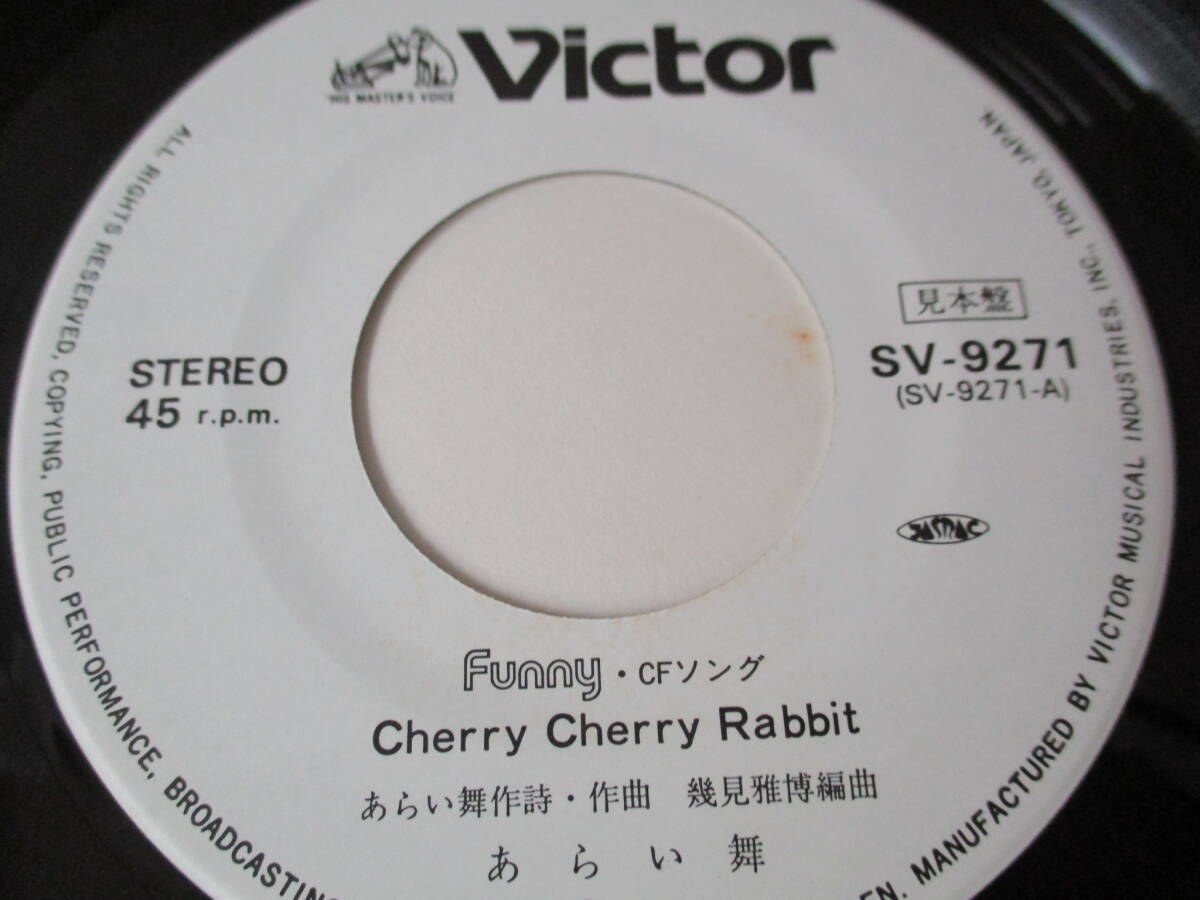 Victor
"HIS MASTER'S VOICE"
見本盤
STEREO
45 r.p.m.
SV-9271
(SV-9271-A)
JASRAC
Funny・CFソング
Cherry Cherry Rabbit
あらい舞作詩・作曲 幾見雅博編曲
あらい舞
ALL RIGHTS RESERVED, COPYING, PUBLIC PERFORMANCE, BROADCASTING
EN. MANUFACTURED BY VICTOR MUSICAL INDUSTRIES, INC., TOKYO, JAPAN.